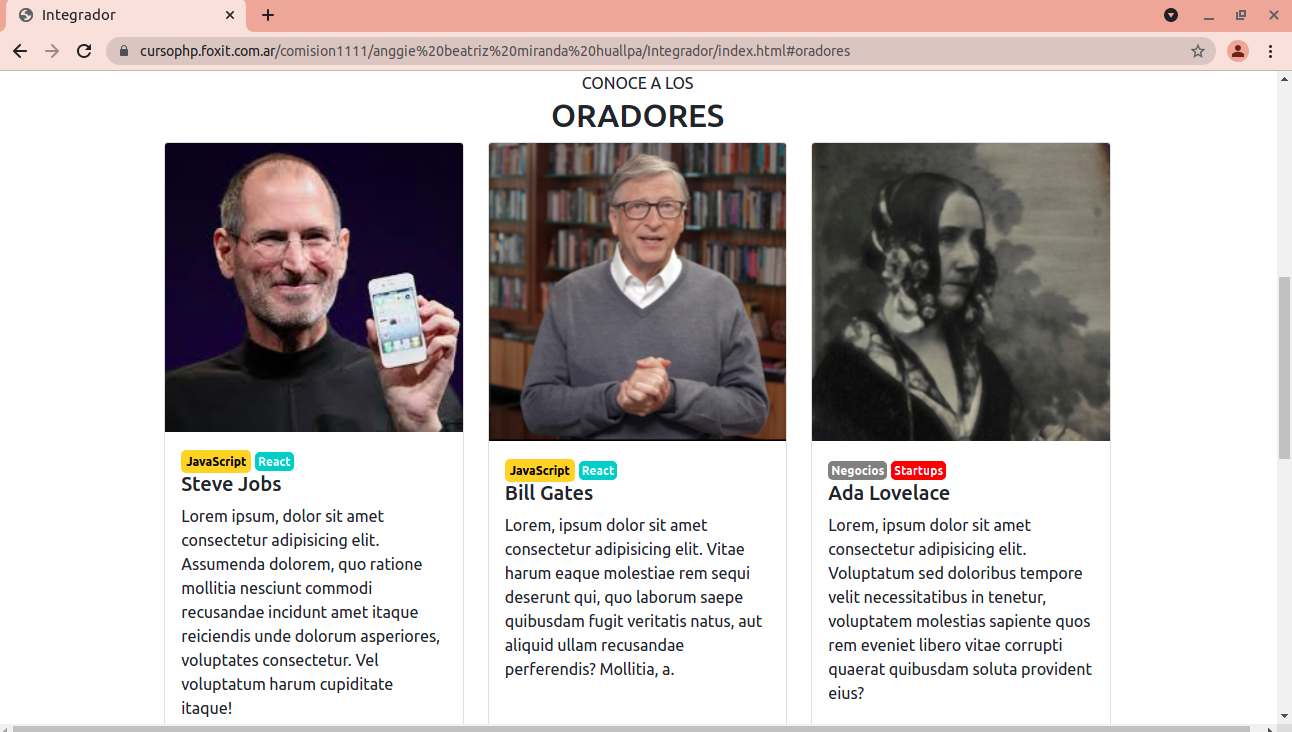 Integrador
cursophp.foxit.com.ar/comision1111/anggie%20beatriz%20miranda%20huallpa/Integrador/index.html#oradores
CONOCE A LOS
ORADORES
JavaScript React
Steve Jobs
Lorem ipsum, dolor sit amet
consectetur adipisicing elit.
Assumenda dolorem, quo ratione
mollitia nesciunt commodi
recusandae incidunt amet itaque
reiciendis unde dolorum asperiores,
voluptates consectetur. Vel
voluptatum harum cupiditate
itaque!
JavaScript React
Bill Gates
Lorem, ipsum dolor sit amet
consectetur adipisicing elit. Vitae
harum eaque molestiae rem sequi
deserunt qui, quo laborum saepe
quibusdam fugit veritatis natus, aut
aliquid ullam recusandae
perferendis? Mollitia, a.
Negocios Startups
Ada Lovelace
Lorem, ipsum dolor sit amet
consectetur adipisicing elit.
Voluptatum sed doloribus tempore
velit necessitatibus in tenetur,
voluptatem molestias sapiente quos
rem eveniet libero vitae corrupti
quaerat quibusdam soluta provident
eius?